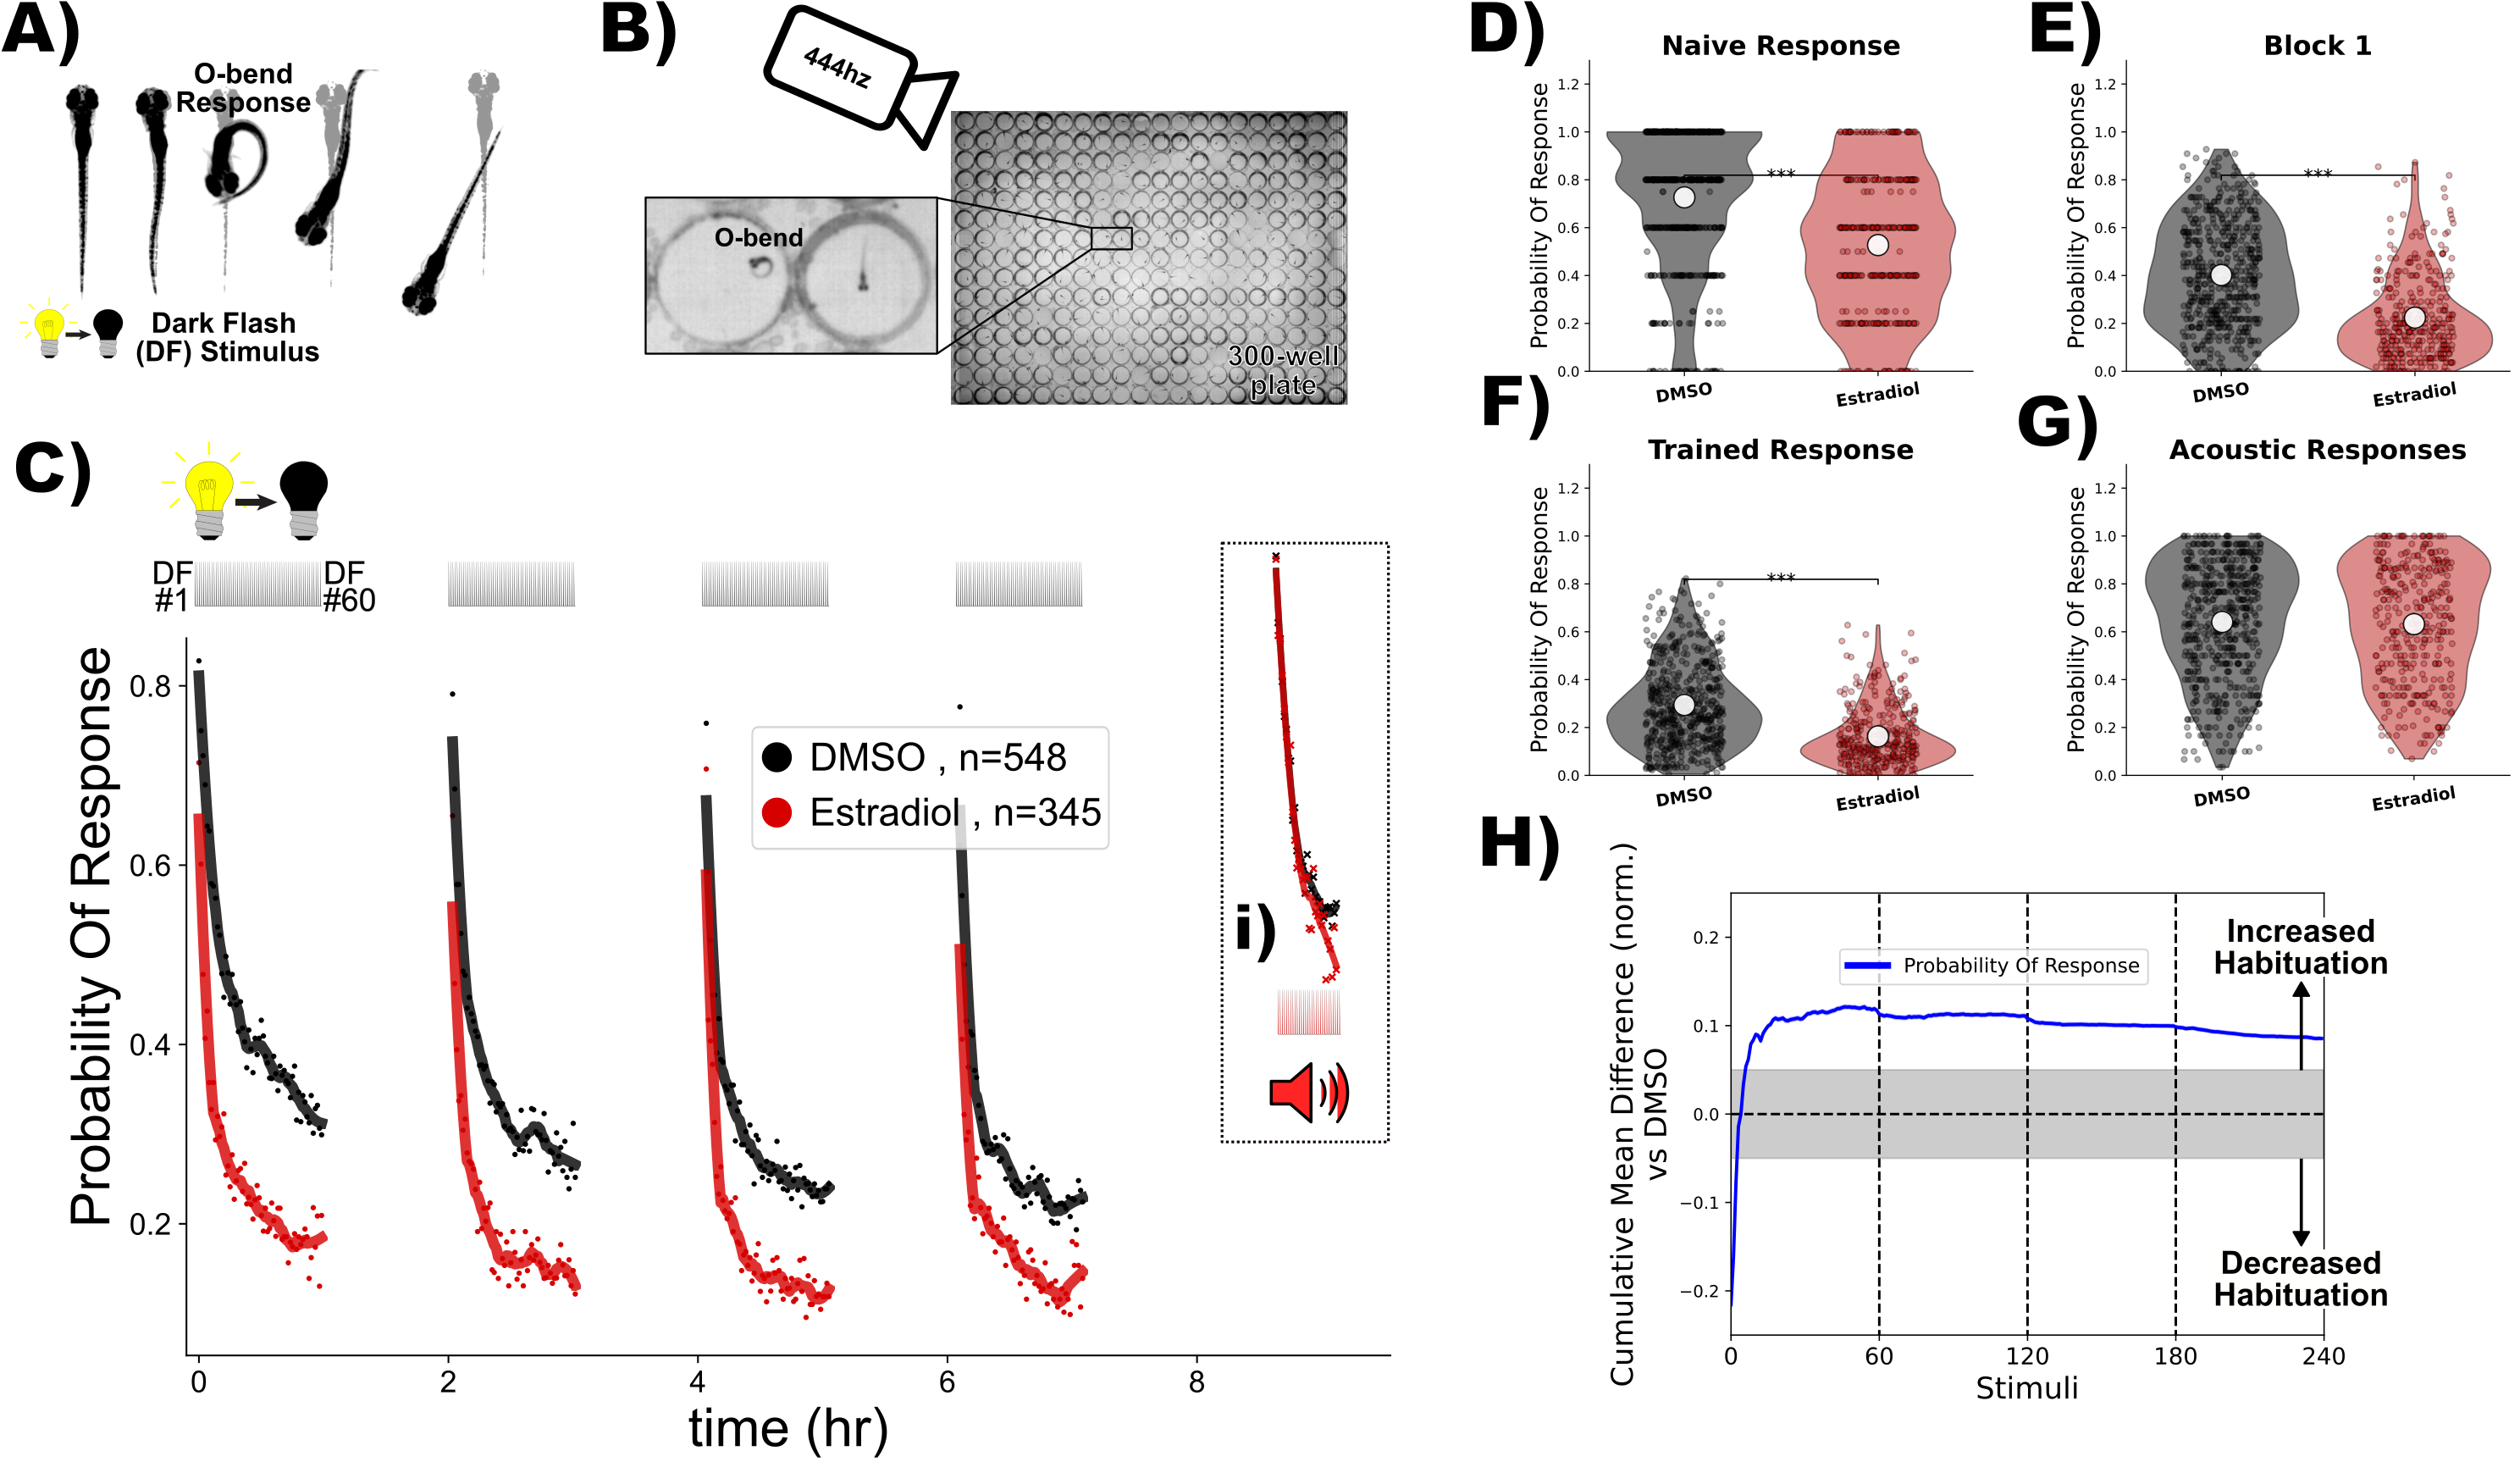 A)
O-bend
Response
Dark Flash
(DF) Stimulus
B)
444hz
O-bend
300-well
plate
C)
DF
#1
DF
#60
Probability Of Response
0.8
0.6
0.4
0.2
0
2
4
6
8
time (hr)
DMSO , n=548
Estradiol , n=345
i)
D)
Naive Response
Probability Of Response
1.2
1.0
0.8
0.6
0.4
0.2
0.0
***
DMSO
Estradiol
E)
Block 1
Probability Of Response
1.2
1.0
0.8
0.6
0.4
0.2
0.0
***
DMSO
Estradiol
F)
Trained Response
Probability Of Response
1.2
1.0
0.8
0.6
0.4
0.2
0.0
***
DMSO
Estradiol
G)
Acoustic Responses
Probability Of Response
1.2
1.0
0.8
0.6
0.4
0.2
0.0
DMSO
Estradiol
H)
Cumulative Mean Difference (norm.)
vs DMSO
0.2
0.1
0.0
−0.1
−0.2
Probability Of Response
Increased
Habituation
Decreased
Habituation
0
60
120
180
240
Stimuli